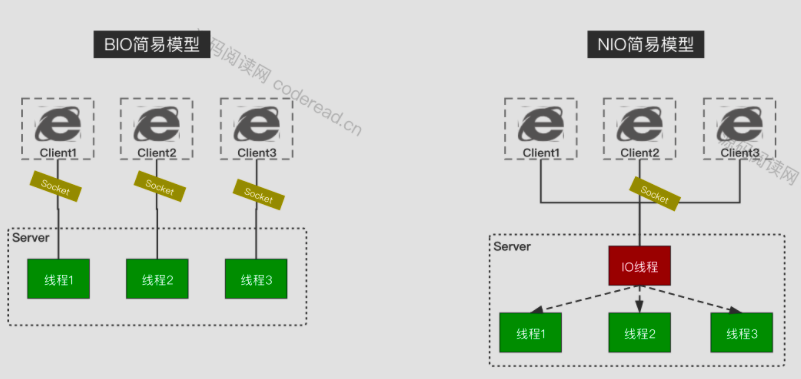 BIO简易模型
NIO简易模型
源码阅读网 coderead.cn
Client1
Client2
Client3
Socket
Socket
Socket
Server
线程1
线程2
线程3
Client1
Client2
Client3
源码阅读网
Socket
Server
IO线程
线程1
线程2
线程3